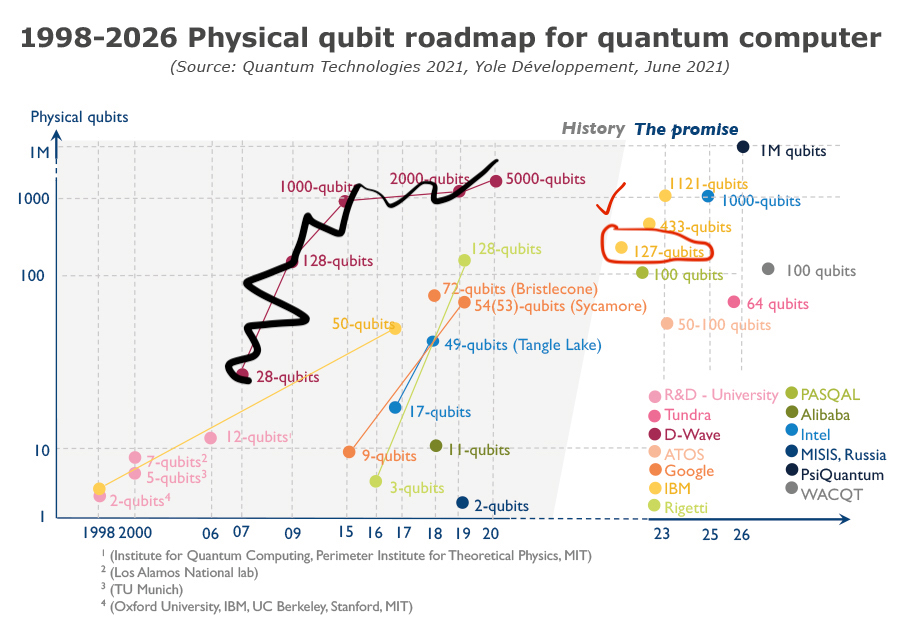 1998-2026 Physical qubit roadmap for quantum computer
(Source: Quantum Technologies 2021, Yole Développement, June 2021)
Physical qubits
History The promise
1M
1M qubits
1000-qubits
2000-qubits
5000-qubits
1121-qubits
1000
1000-qubits
433-qubits
128-qubits
127-qubits
100
128-qubits
100 qubits
100 qubits
72-qubits (Bristlecone)
54(53)-qubits (Sycamore)
64 qubits
50-qubits
50-100 qubits
49-qubits (Tangle Lake)
28-qubits
17-qubits
12-qubits¹
11-qubits
10
9-qubits
7-qubits²
5-qubits³
3-qubits
2-qubits⁴
2-qubits
1
R&D - University
Tundra
D-Wave
ATOS
Google
IBM
Rigetti
PASQAL
Alibaba
Intel
MISIS, Russia
PsiQuantum
WACQT
1998 2000 06 07 09 15 16 17 18 19 20 23 25 26
¹ (Institute for Quantum Computing, Perimeter Institute for Theoretical Physics, MIT)
² (Los Alamos National lab)
³ (TU Munich)
⁴ (Oxford University, IBM, UC Berkeley, Stanford, MIT)